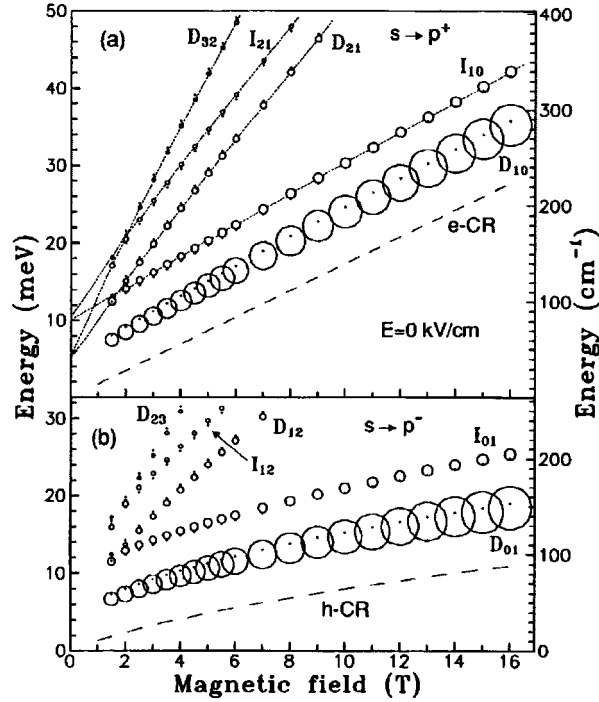 (a)
D₃₂
I₂₁
D₂₁
s→p⁺
I₁₀
D₁₀
e-CR
E=0 kV/cm
50
40
30
20
10
400
300
200
100
(b)
D₂₃
I₁₂
D₁₂
s→p⁻
I₀₁
D₀₁
h-CR
30
20
10
0
200
100
0
0 2 4 6 8 10 12 14 16
Magnetic field (T)
Energy (meV)
Energy (cm⁻¹)